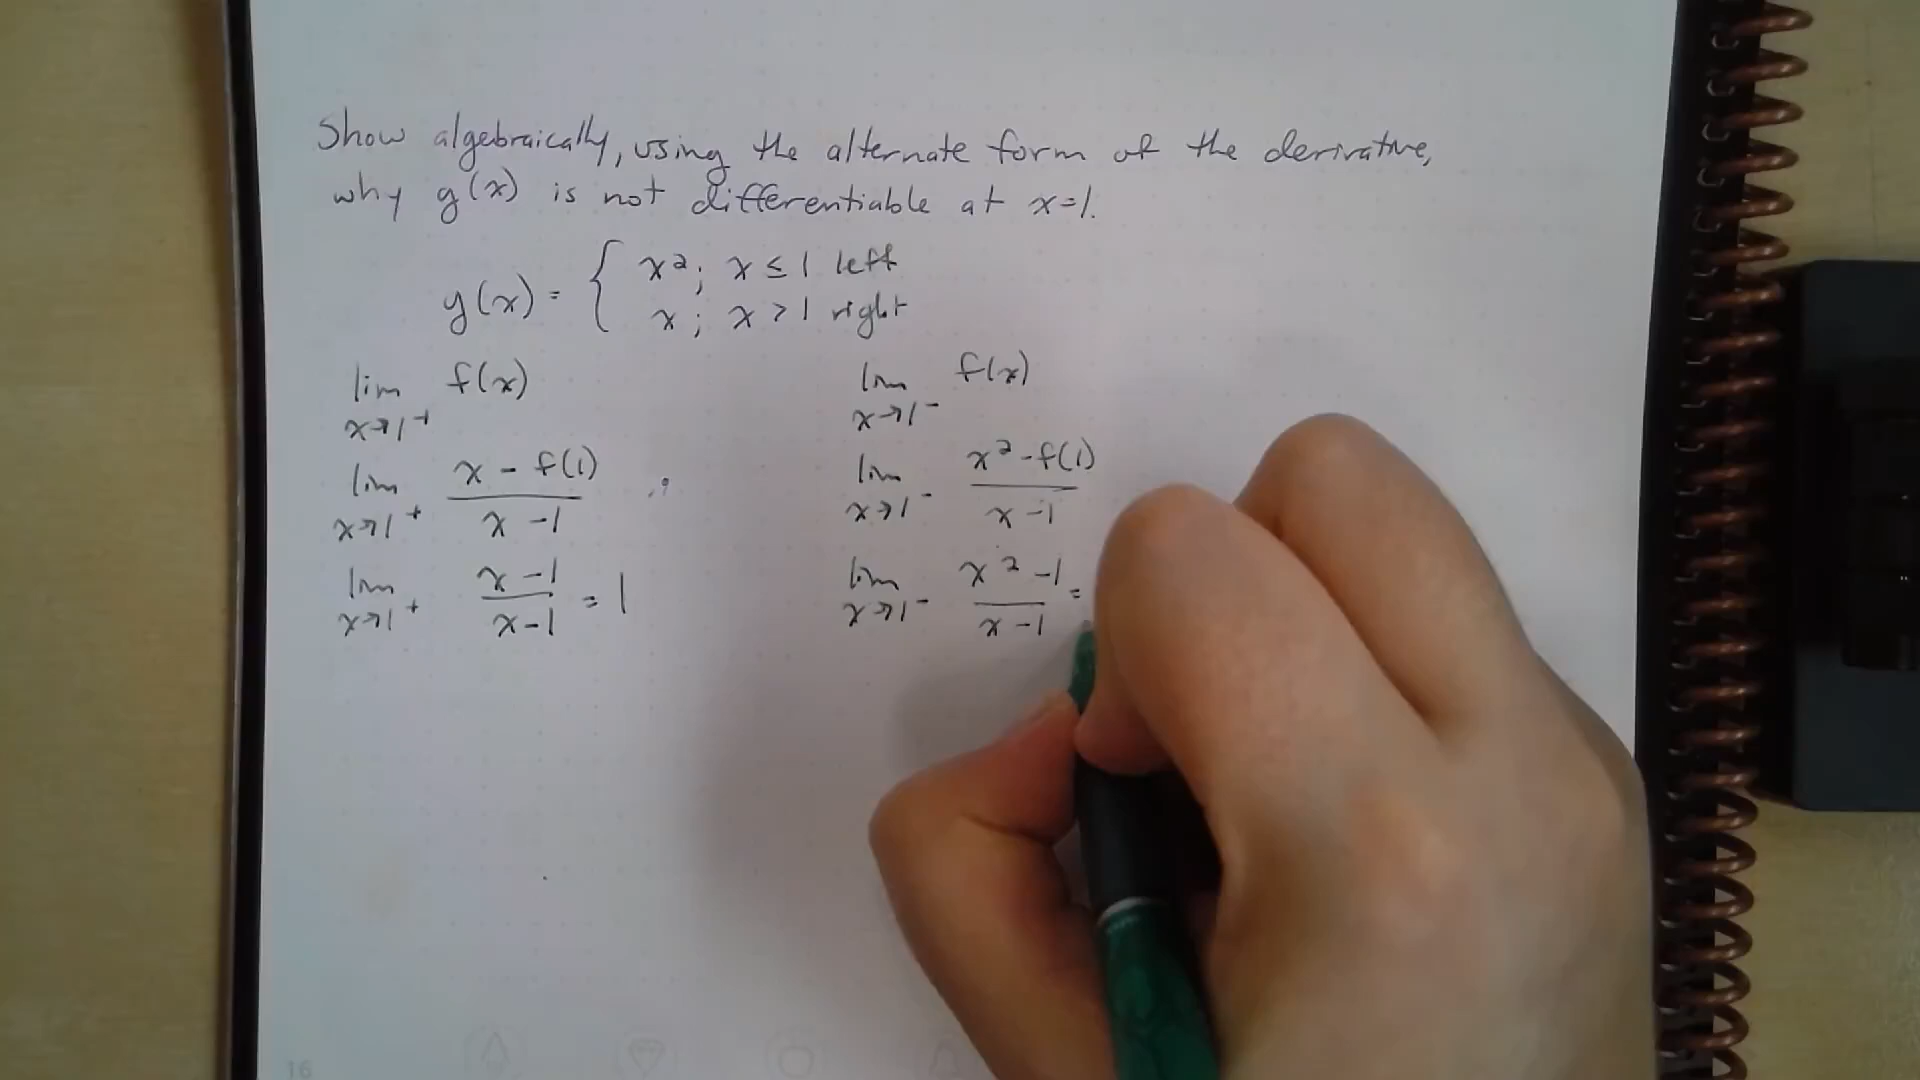 Show algebraically, using the alternate form of the derivative,
why g(x) is not differentiable at x=1.
g(x) = { x²; x ≤ 1 left
x; x > 1 right
lim x→1⁺ f(x)
lim x→1⁺ (x - f(1))/(x - 1)
lim x→1⁺ (x - 1)/(x - 1) = 1
lim x→1⁻ f(x)
lim x→1⁻ (x² - f(1))/(x - 1)
lim x→1⁻ (x² - 1)/(x - 1) =
16